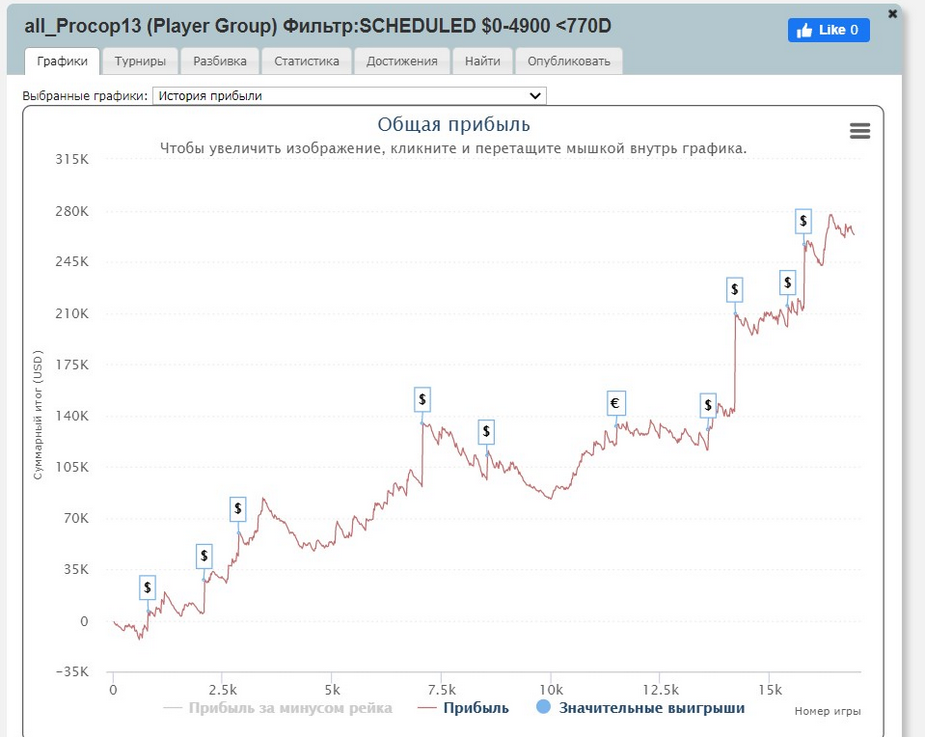 all_Procop13 (Player Group) Фильтр:SCHEDULED $0-4900 <770D
Like 0
Графики Турниры Разбивка Статистика Достижения Найти Опубликовать
Выбранные графики: История прибыли
Общая прибыль
Чтобы увеличить изображение, кликните и перетащите мышкой внутрь графика.
315K
280K
245K
210K
175K
140K
105K
70K
35K
0
−35K
Суммарный итог (USD)
$
$
$
$
$
€
$
$
$
$
0 2.5k 5k 7.5k 10k 12.5k 15k
Прибыль за минусом рейка Прибыль Значительные выигрыши
Номер игры